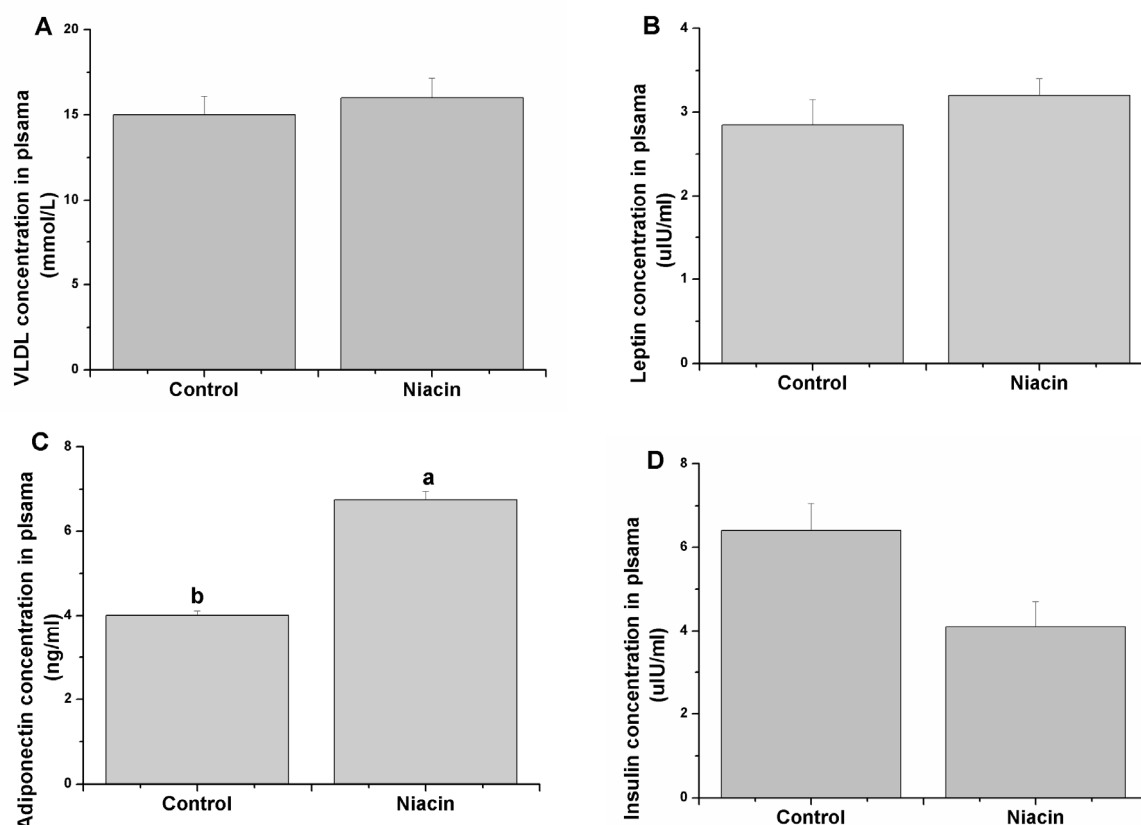 A
VLDL concentration in plsama
(mmol/L)
20
15
10
5
0
Control
Niacin
B
Leptin concentration in plsama
(uIU/ml)
4
3
2
1
0
Control
Niacin
C
Adiponectin concentration in plsama
(ng/ml)
8
6
4
2
0
b
a
Control
Niacin
D
Insulin concentration in plsama
(uIU/ml)
8
6
4
2
0
Control
Niacin